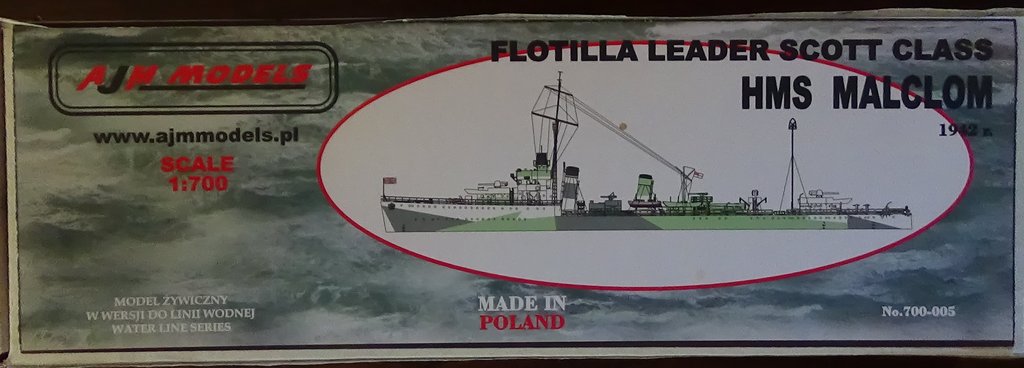 AJM MODELS
www.ajmmodels.pl
SCALE
1:700
FLOTILLA LEADER SCOTT CLASS
HMS MALCLOM
1942 r.
MODEL ŻYWICZNY
W WERSJI DO LINII WODNEJ
WATER LINE SERIES
MADE IN
POLAND
No.700-005